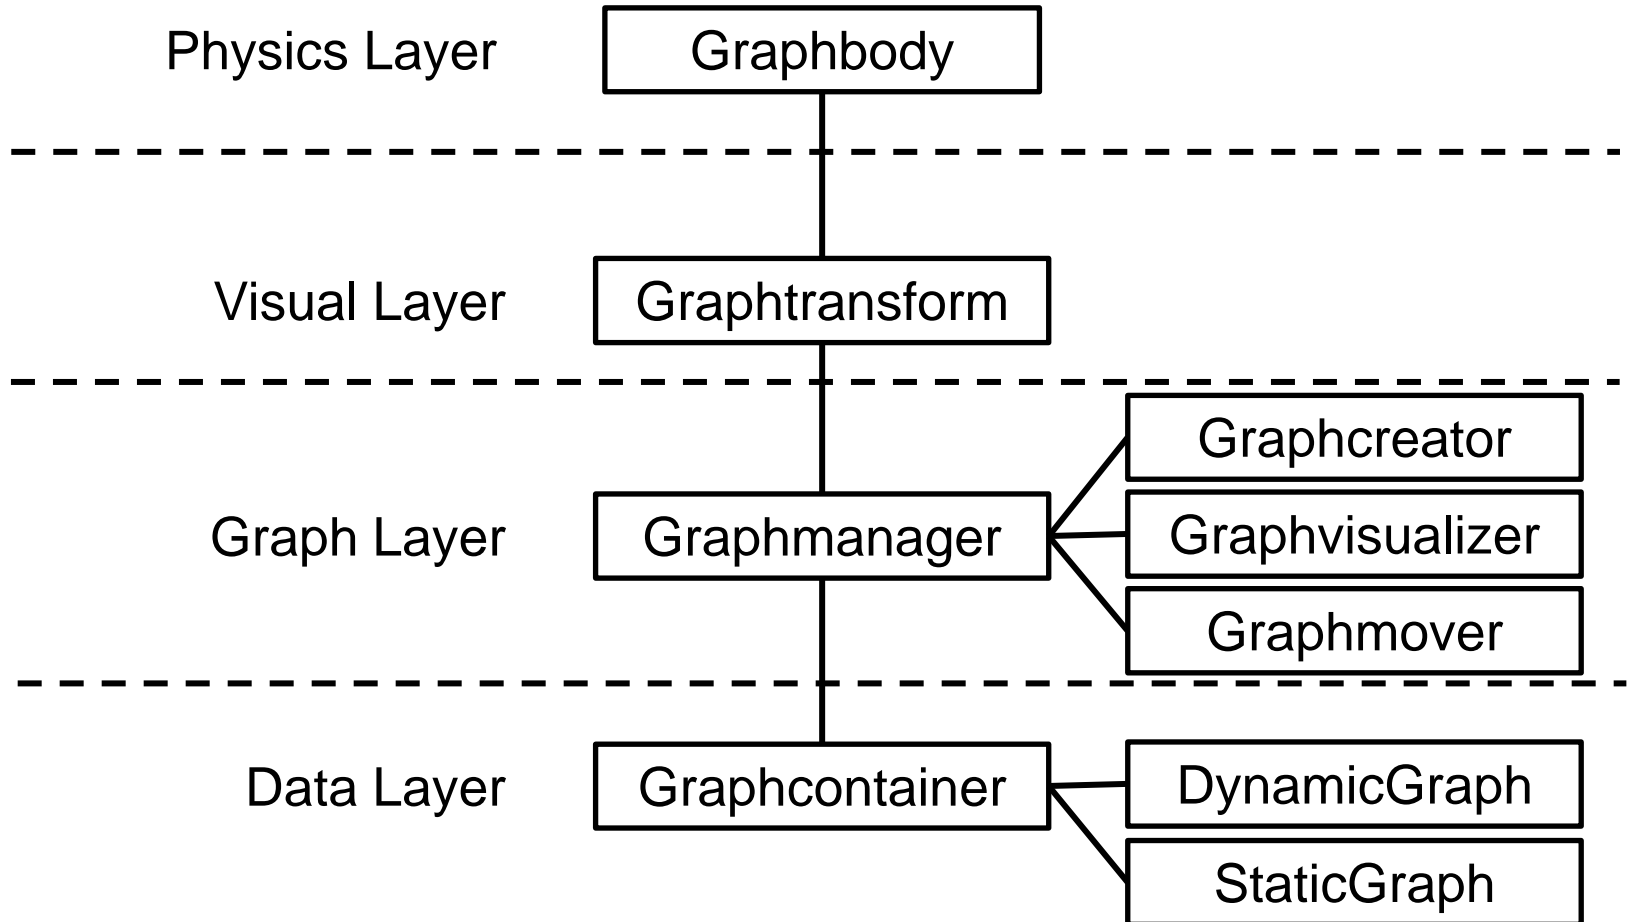 Physics Layer
Graphbody
Visual Layer
Graphtransform
Graph Layer
Graphmanager
Graphcreator
Graphvisualizer
Graphmover
Data Layer
Graphcontainer
DynamicGraph
StaticGraph